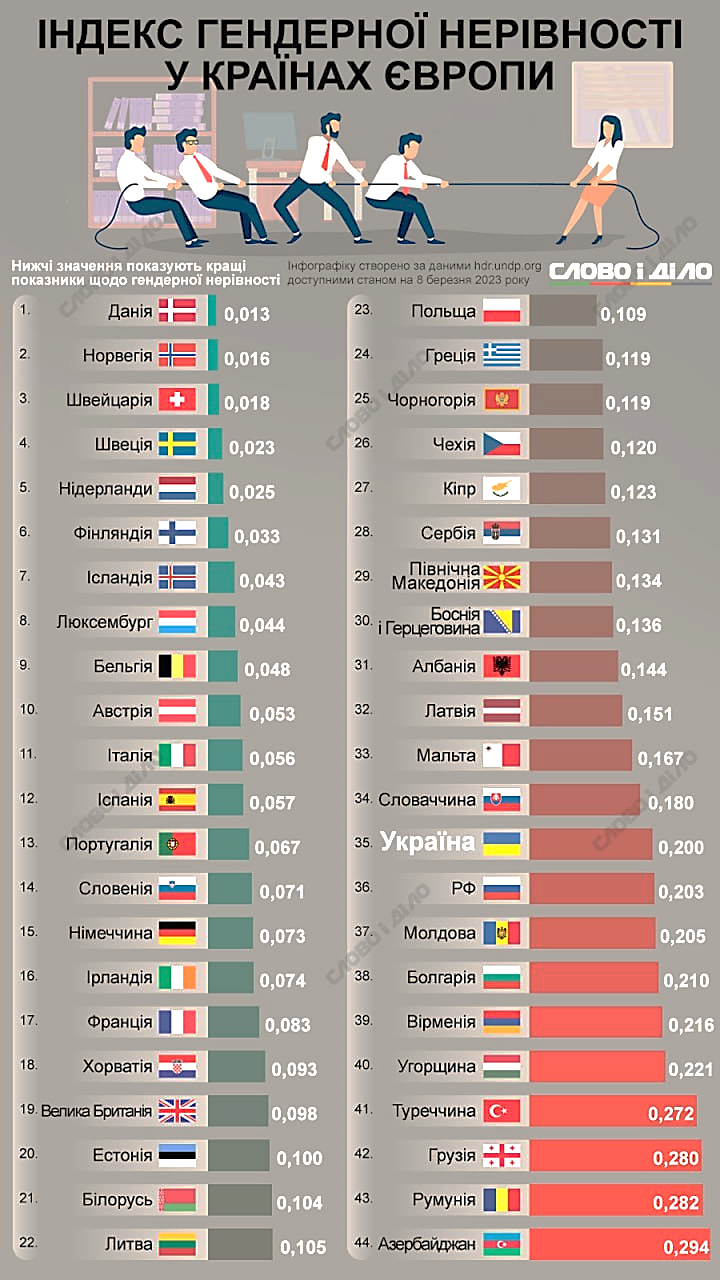 ІНДЕКС ГЕНДЕРНОЇ НЕРІВНОСТІ
У КРАЇНАХ ЄВРОПИ
Нижчі значення показують кращі
показники щодо гендерної нерівності
Інфографіку створено за даними hdr.undp.org
доступними станом на 8 березня 2023 року
СЛОВО і ДІЛО
1. Данія 0,013
2. Норвегія 0,016
3. Швейцарія 0,018
4. Швеція 0,023
5. Нідерланди 0,025
6. Фінляндія 0,033
7. Ісландія 0,043
8. Люксембург 0,044
9. Бельгія 0,048
10. Австрія 0,053
11. Італія 0,056
12. Іспанія 0,057
13. Португалія 0,067
14. Словенія 0,071
15. Німеччина 0,073
16. Ірландія 0,074
17. Франція 0,083
18. Хорватія 0,093
19. Велика Британія 0,098
20. Естонія 0,100
21. Білорусь 0,104
22. Литва 0,105
23. Польща 0,109
24. Греція 0,119
25. Чорногорія 0,119
26. Чехія 0,120
27. Кіпр 0,123
28. Сербія 0,131
29. Північна
Македонія 0,134
30. Боснія
і Герцеговина 0,136
31. Албанія 0,144
32. Латвія 0,151
33. Мальта 0,167
34. Словаччина 0,180
35. Україна 0,200
36. РФ 0,203
37. Молдова 0,205
38. Болгарія 0,210
39. Вірменія 0,216
40. Угорщина 0,221
41. Туреччина 0,272
42. Грузія 0,280
43. Румунія 0,282
44. Азербайджан 0,294